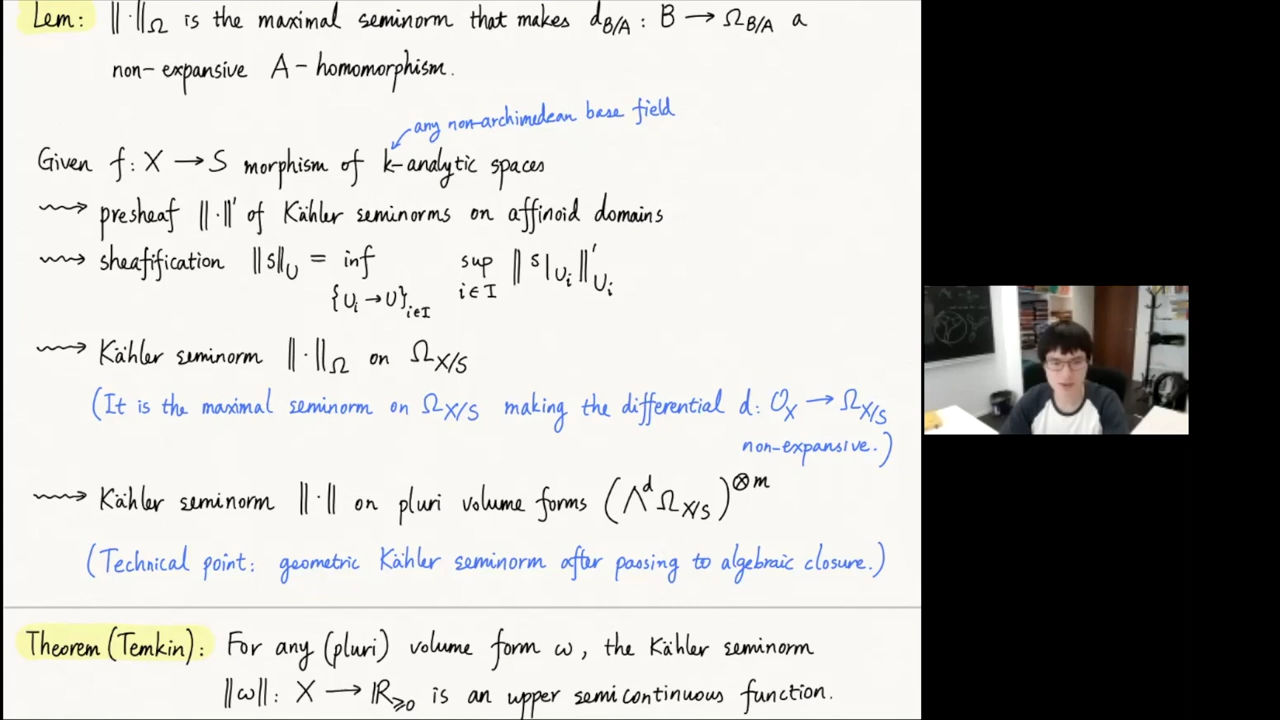 Lem: ‖·‖_Ω is the maximal seminorm that makes d_{B/A} : B → Ω_{B/A} a
non-expansive A-homomorphism.
any non-archimedean base field
Given f: X → S morphism of k-analytic spaces
⇝ presheaf ‖·‖' of Kähler seminorms on affinoid domains
⇝ sheafification ‖s‖_U = inf_{{U_i → U}_{i∈I}} sup_{i∈I} ‖s|_{U_i}‖'_{U_i}
⇝ Kähler seminorm ‖·‖_Ω on Ω_{X/S}
(It is the maximal seminorm on Ω_{X/S} making the differential d: O_X → Ω_{X/S}
non-expansive.)
⇝ Kähler seminorm ‖·‖ on pluri volume forms (Λ^d Ω_{X/S})^{⊗m}
(Technical point: geometric Kähler seminorm after passing to algebraic closure.)
Theorem (Temkin): For any (pluri) volume form ω, the Kähler seminorm
‖ω‖: X → ℝ_{⩾0} is an upper semicontinuous function.